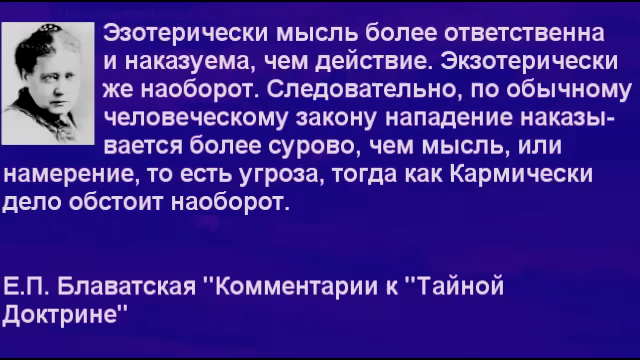 Эзотерически мысль более ответственна
и наказуема, чем действие. Экзотерически
же наоборот. Следовательно, по обычному
человеческому закону нападение наказы-
вается более сурово, чем мысль, или
намерение, то есть угроза, тогда как Кармически
дело обстоит наоборот.
Е.П. Блаватская "Комментарии к "Тайной
Доктрине"